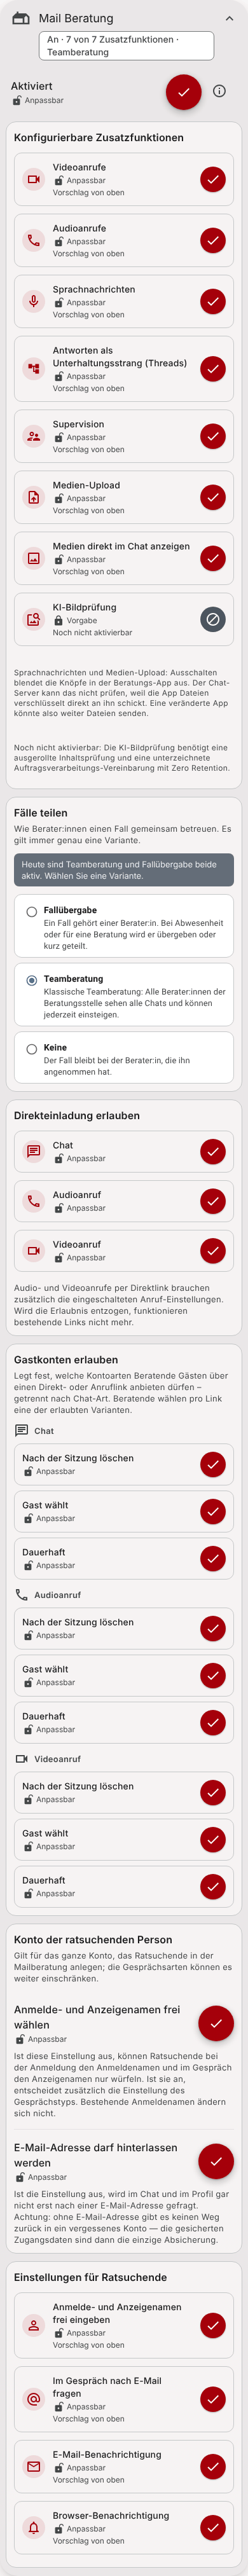 Mail Beratung
An · 7 von 7 Zusatzfunktionen ·
Teamberatung
Aktiviert
Anpassbar
Konfigurierbare Zusatzfunktionen
Videoanrufe
Anpassbar
Vorschlag von oben
Audioanrufe
Anpassbar
Vorschlag von oben
Sprachnachrichten
Anpassbar
Vorschlag von oben
Antworten als
Unterhaltungsstrang (Threads)
Anpassbar
Vorschlag von oben
Supervision
Anpassbar
Vorschlag von oben
Medien-Upload
Anpassbar
Vorschlag von oben
Medien direkt im Chat anzeigen
Anpassbar
Vorschlag von oben
KI-Bildprüfung
Vorgabe
Noch nicht aktivierbar
Sprachnachrichten und Medien-Upload: Ausschalten
blendet die Knöpfe in der Beratungs-App aus. Der Chat-
Server kann das nicht prüfen, weil die App Dateien
verschlüsselt direkt an ihn schickt. Eine veränderte App
könnte also weiter Dateien senden.
Noch nicht aktivierbar: Die KI-Bildprüfung benötigt eine
ausgerollte Inhaltsprüfung und eine unterzeichnete
Auftragsverarbeitungs-Vereinbarung mit Zero Retention.
Fälle teilen
Wie Berater:innen einen Fall gemeinsam betreuen. Es
gilt immer genau eine Variante.
Heute sind Teamberatung und Fallübergabe beide
aktiv. Wählen Sie eine Variante.
Fallübergabe
Ein Fall gehört einer Berater:in. Bei Abwesenheit
oder für eine Beratung wird er übergeben oder
kurz geteilt.
Teamberatung
Klassische Teamberatung: Alle Berater:innen der
Beratungsstelle sehen alle Chats und können
jederzeit einsteigen.
Keine
Der Fall bleibt bei der Berater:in, die ihn
angenommen hat.
Direkteinladung erlauben
Chat
Anpassbar
Audioanruf
Anpassbar
Videoanruf
Anpassbar
Audio- und Videoanrufe per Direktlink brauchen
zusätzlich die eingeschalteten Anruf-Einstellungen.
Wird die Erlaubnis entzogen, funktionieren
bestehende Links nicht mehr.
Gastkonten erlauben
Legt fest, welche Kontoarten Beratende Gästen über
einen Direkt- oder Anruflink anbieten dürfen –
getrennt nach Chat-Art. Beratende wählen pro Link
eine der erlaubten Varianten.
Chat
Nach der Sitzung löschen
Anpassbar
Gast wählt
Anpassbar
Dauerhaft
Anpassbar
Audioanruf
Nach der Sitzung löschen
Anpassbar
Gast wählt
Anpassbar
Dauerhaft
Anpassbar
Videoanruf
Nach der Sitzung löschen
Anpassbar
Gast wählt
Anpassbar
Dauerhaft
Anpassbar
Konto der ratsuchenden Person
Gilt für das ganze Konto, das Ratsuchende in der
Mailberatung anlegen; die Gesprächsarten können es
weiter einschränken.
Anmelde- und Anzeigenamen frei
wählen
Anpassbar
Ist diese Einstellung aus, können Ratsuchende bei
der Anmeldung den Anmeldenamen und im Gespräch
den Anzeigenamen nur würfeln. Ist sie an,
entscheidet zusätzlich die Einstellung des
Gesprächstyps. Bestehende Anmeldenamen ändern
sich nicht.
E-Mail-Adresse darf hinterlassen
werden
Anpassbar
Ist die Einstellung aus, wird im Chat und im Profil gar
nicht erst nach einer E-Mail-Adresse gefragt.
Achtung: ohne E-Mail-Adresse gibt es keinen Weg
zurück in ein vergessenes Konto — die gesicherten
Zugangsdaten sind dann die einzige Absicherung.
Einstellungen für Ratsuchende
Anmelde- und Anzeigenamen
frei eingeben
Anpassbar
Vorschlag von oben
Im Gespräch nach E-Mail
fragen
Anpassbar
Vorschlag von oben
E-Mail-Benachrichtigung
Anpassbar
Vorschlag von oben
Browser-Benachrichtigung
Anpassbar
Vorschlag von oben